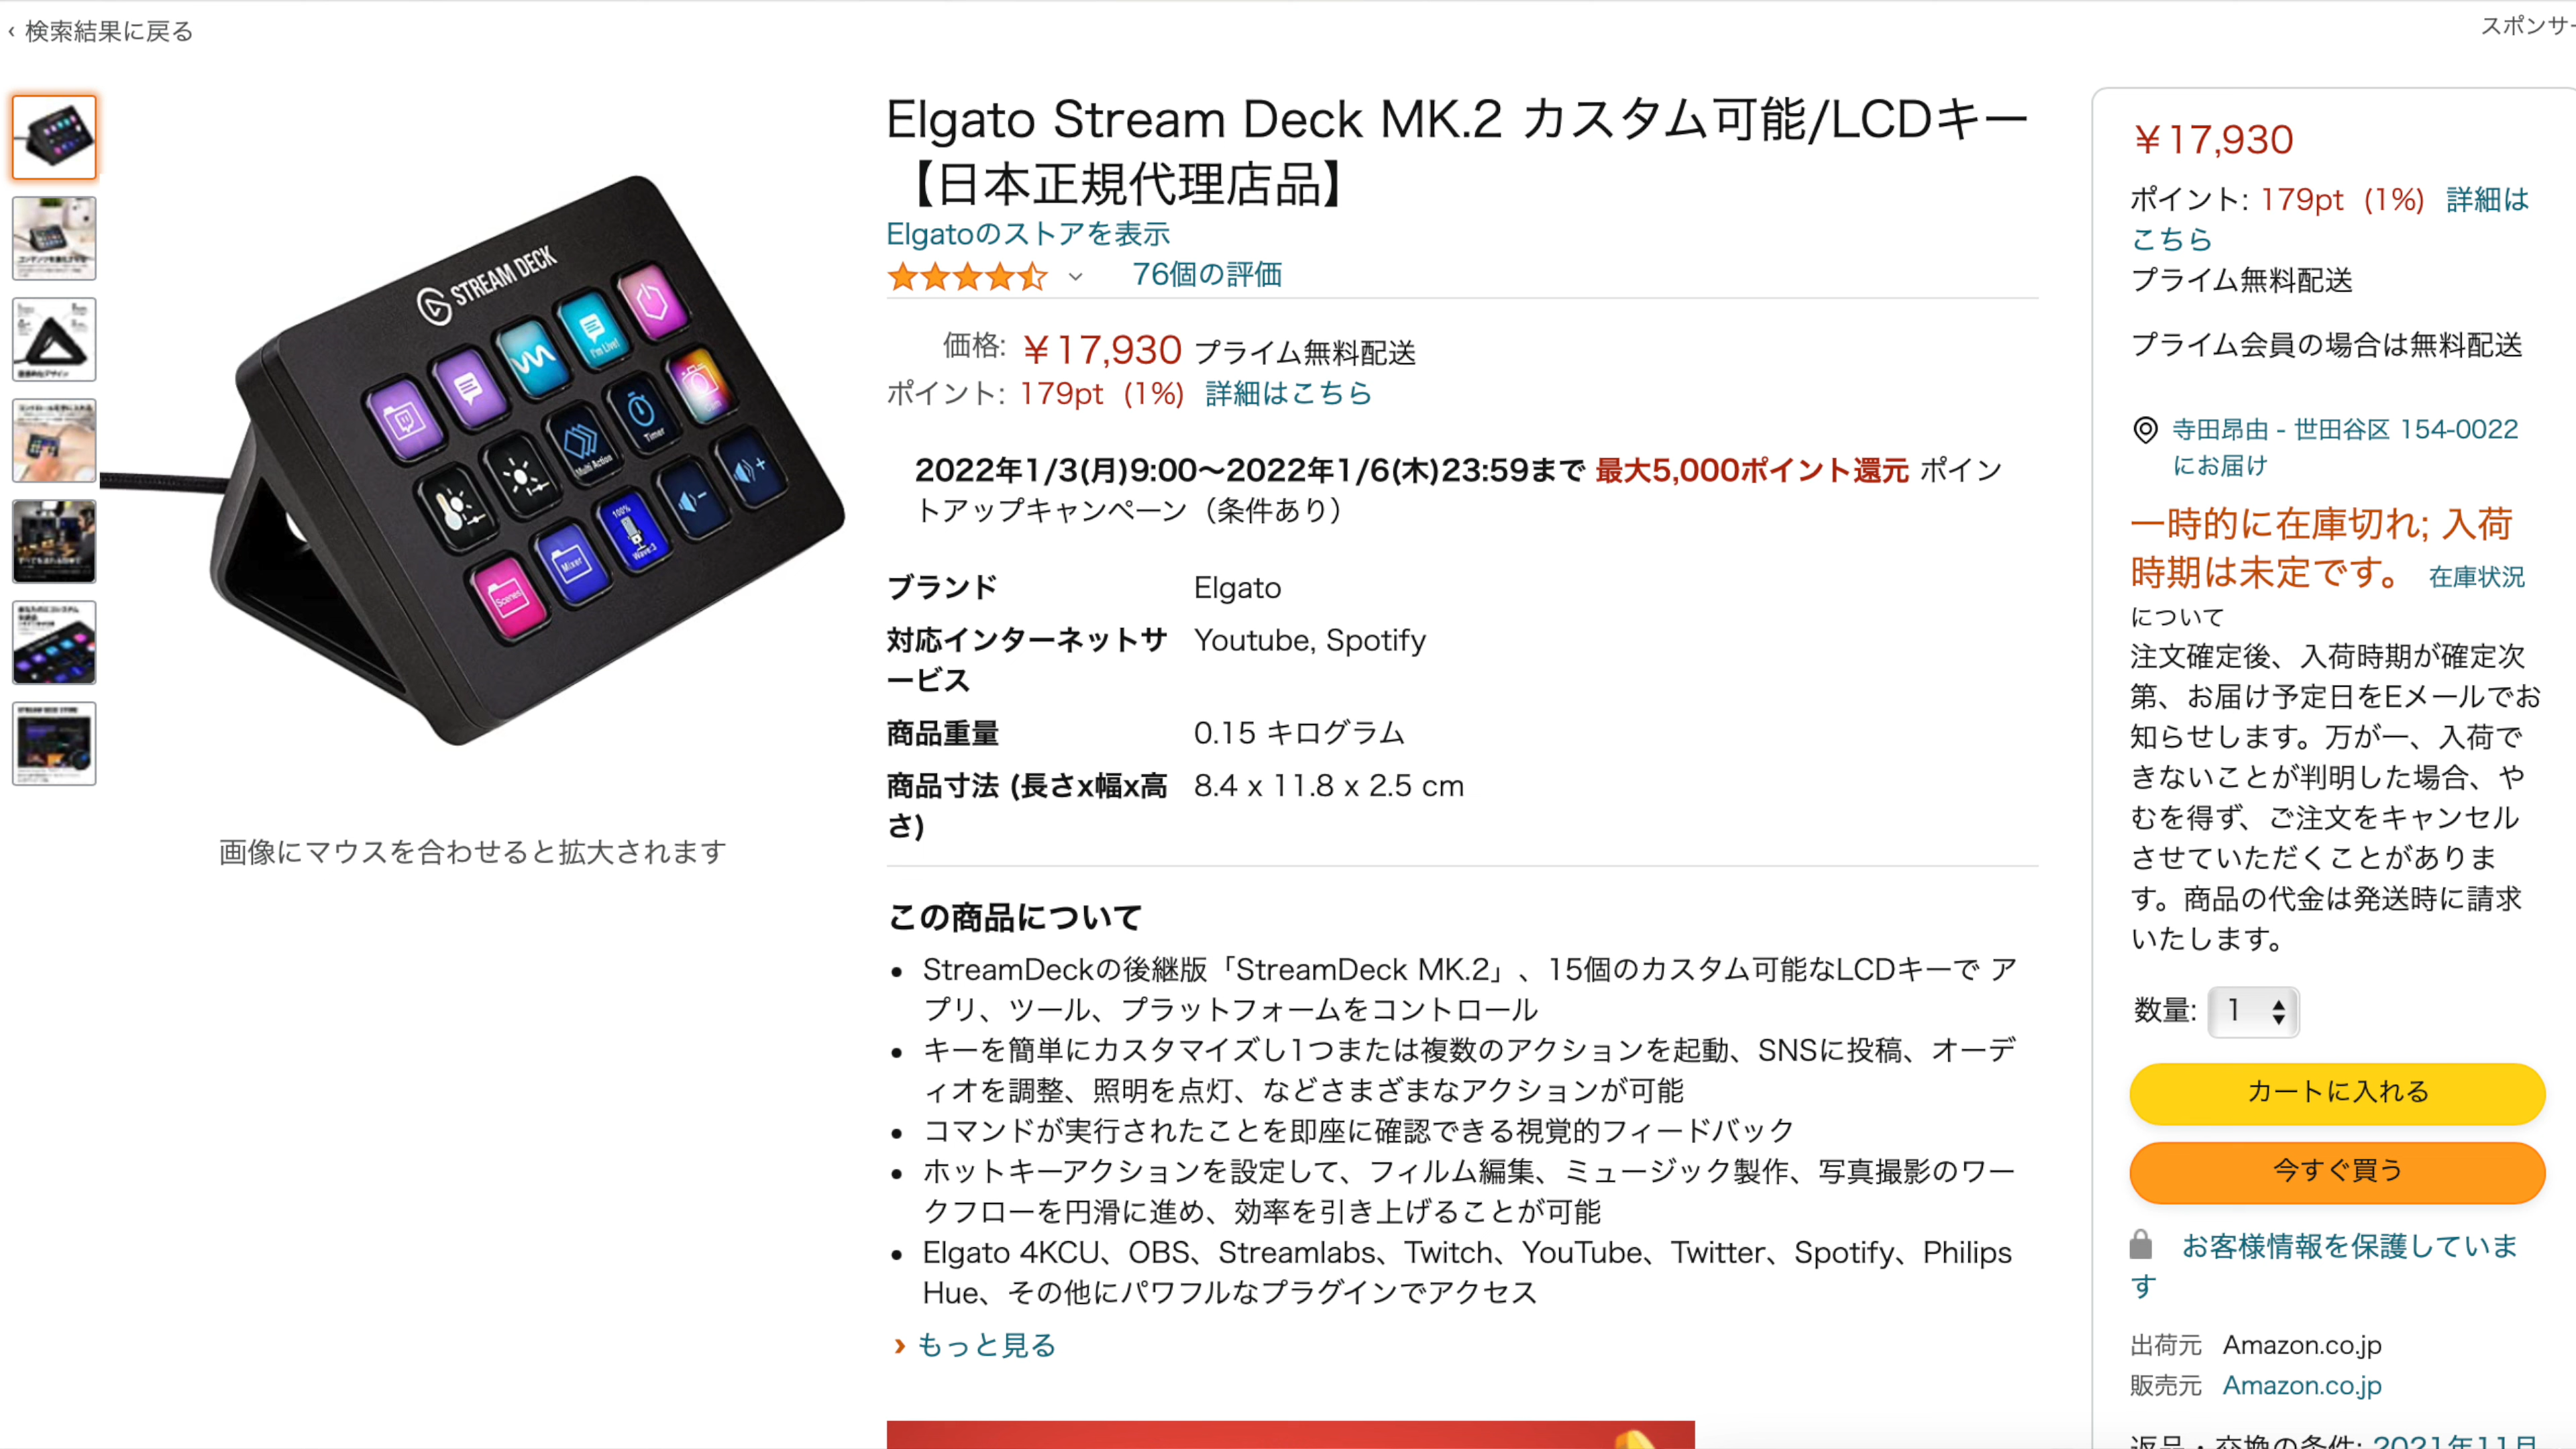 ‹ 検索結果に戻る
スポンサー
STREAM DECK
I'm Live!
Multi Action
Timer
100%
Wave:3
Mixer
Scenes
画像にマウスを合わせると拡大されます
Elgato Stream Deck MK.2 カスタム可能/LCDキー
【日本正規代理店品】
Elgatoのストアを表示
76個の評価
価格: ￥17,930 プライム無料配送
ポイント: 179pt (1%) 詳細はこちら
2022年1/3(月)9:00～2022年1/6(木)23:59まで 最大5,000ポイント還元 ポイン
トアップキャンペーン（条件あり）
ブランド Elgato
対応インターネットサ Youtube, Spotify
ービス
商品重量 0.15 キログラム
商品寸法 (長さx幅x高 8.4 x 11.8 x 2.5 cm
さ)
この商品について
• StreamDeckの後継版「StreamDeck MK.2」、15個のカスタム可能なLCDキーで ア
プリ、ツール、プラットフォームをコントロール
• キーを簡単にカスタマイズし1つまたは複数のアクションを起動、SNSに投稿、オーデ
ィオを調整、照明を点灯、などさまざまなアクションが可能
• コマンドが実行されたことを即座に確認できる視覚的フィードバック
• ホットキーアクションを設定して、フィルム編集、ミュージック製作、写真撮影のワー
クフローを円滑に進め、効率を引き上げることが可能
• Elgato 4KCU、OBS、Streamlabs、Twitch、YouTube、Twitter、Spotify、Philips
Hue、その他にパワフルなプラグインでアクセス
› もっと見る
￥17,930
ポイント: 179pt (1%) 詳細は
こちら
プライム無料配送
プライム会員の場合は無料配送
寺田昂由 - 世田谷区 154-0022
にお届け
一時的に在庫切れ; 入荷
時期は未定です。 在庫状況
について
注文確定後、入荷時期が確定次
第、お届け予定日をEメールでお
知らせします。万が一、入荷で
きないことが判明した場合、や
むを得ず、ご注文をキャンセル
させていただくことがありま
す。商品の代金は発送時に請求
いたします。
数量: 1
カートに入れる
今すぐ買う
お客様情報を保護していま
す
出荷元 Amazon.co.jp
販売元 Amazon.co.jp
返品・交換の条件: 2021年11月